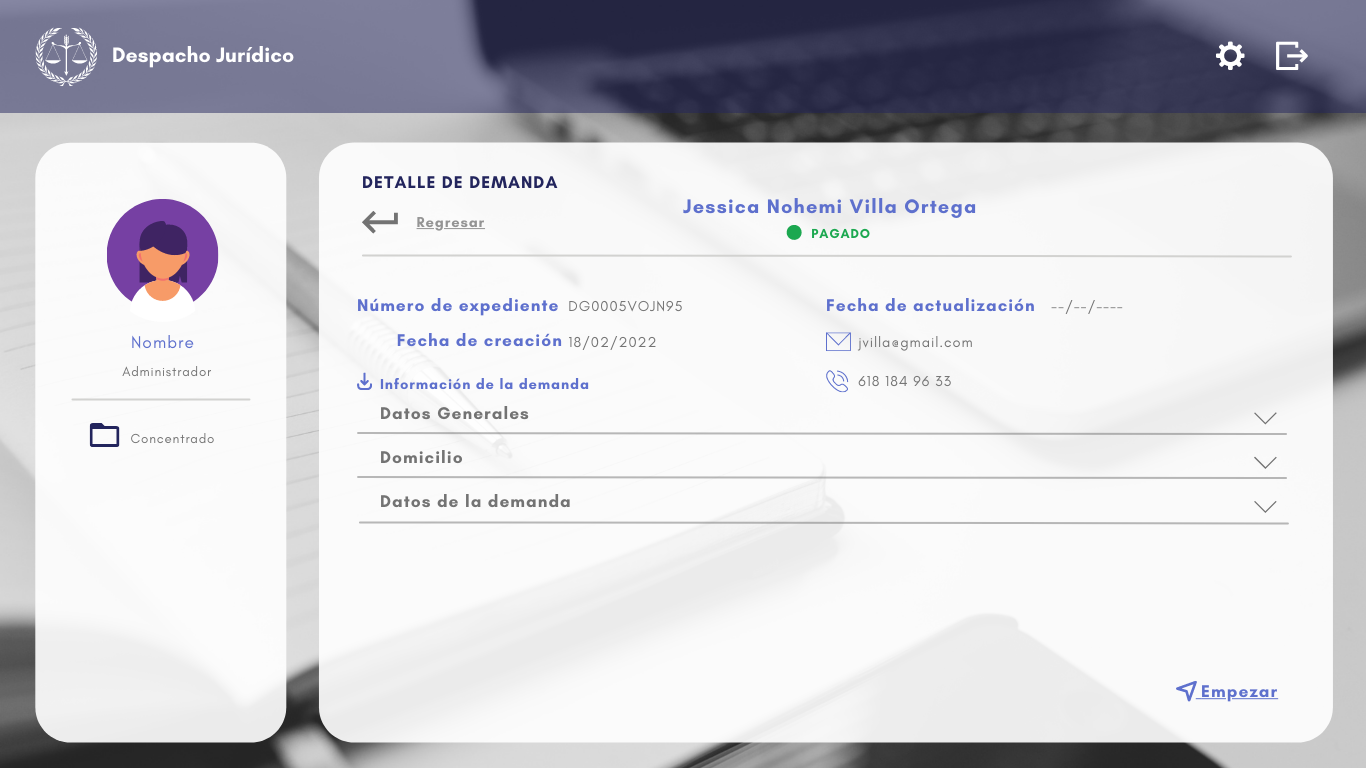 Despacho Jurídico
Nombre
Administrador
Concentrado
DETALLE DE DEMANDA
Regresar
Jessica Nohemi Villa Ortega
PAGADO
Número de expediente DG0005VOJN95
Fecha de actualización --/--/----
Fecha de creación 18/02/2022
jvilla@gmail.com
Información de la demanda
618 184 96 33
Datos Generales
Domicilio
Datos de la demanda
Empezar